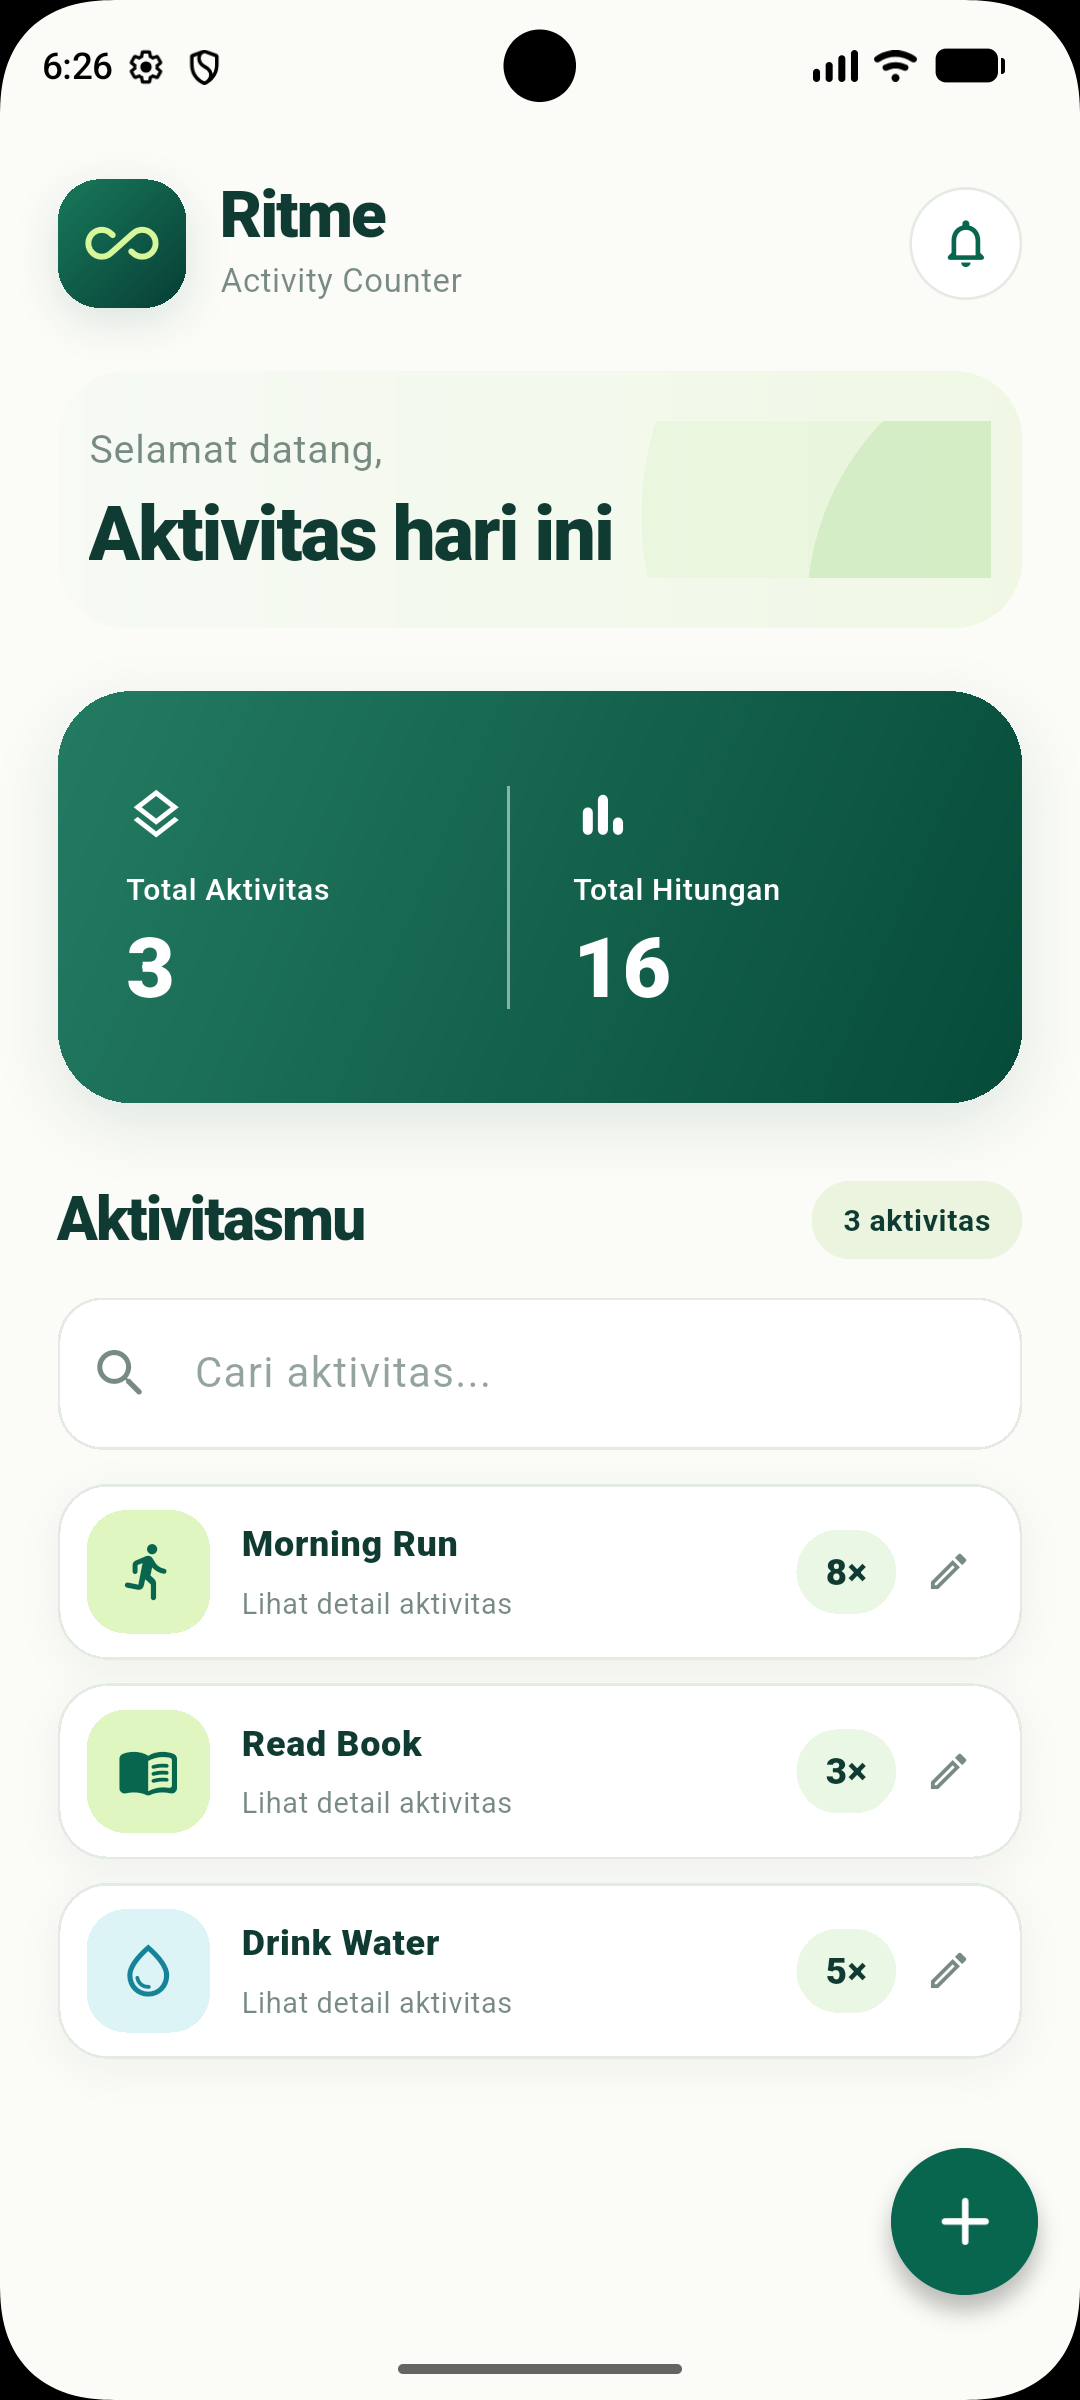 6:26
Ritme
Activity Counter
Selamat datang,
Aktivitas hari ini
Total Aktivitas
3
Total Hitungan
16
Aktivitasmu
3 aktivitas
Cari aktivitas...
Morning Run
Lihat detail aktivitas
8×
Read Book
Lihat detail aktivitas
3×
Drink Water
Lihat detail aktivitas
5×